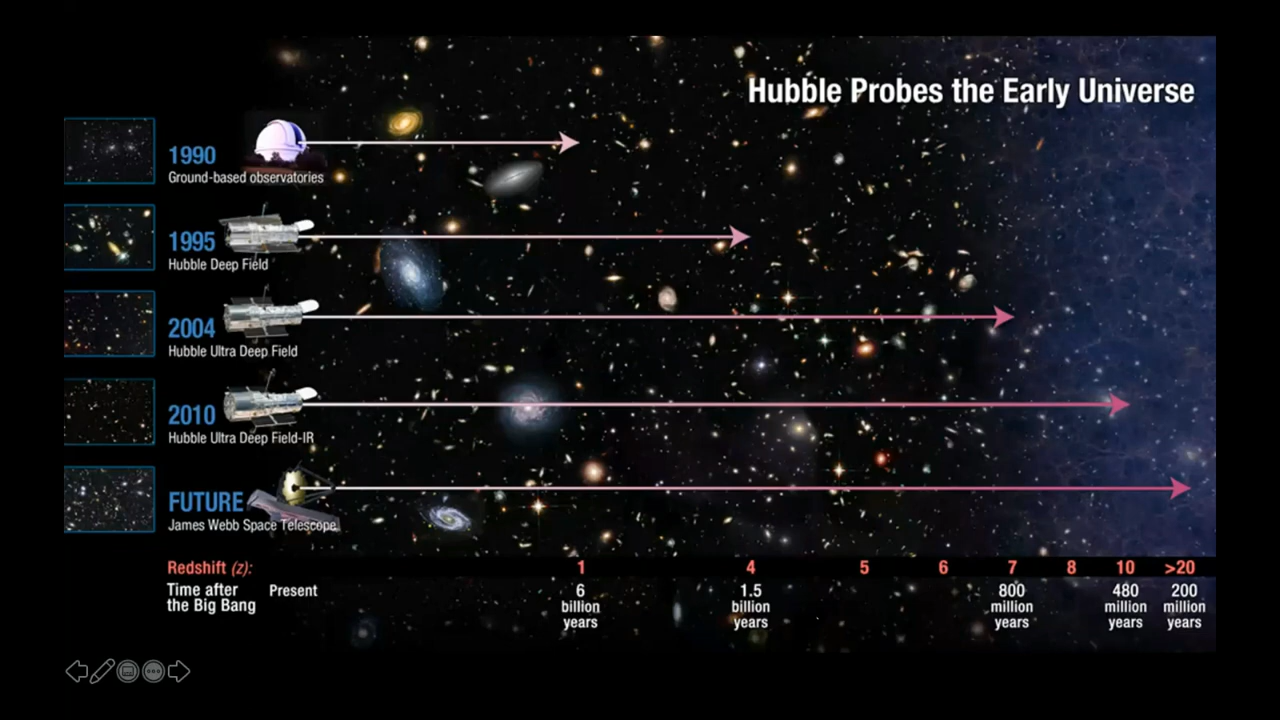 Hubble Probes the Early Universe
1990
Ground-based observatories
1995
Hubble Deep Field
2004
Hubble Ultra Deep Field
2010
Hubble Ultra Deep Field-IR
FUTURE
James Webb Space Telescope
Redshift (z): 1 4 5 6 7 8 10 >20
Time after Present 6 1.5 800 480 200
the Big Bang billion billion million million million
years years years years years